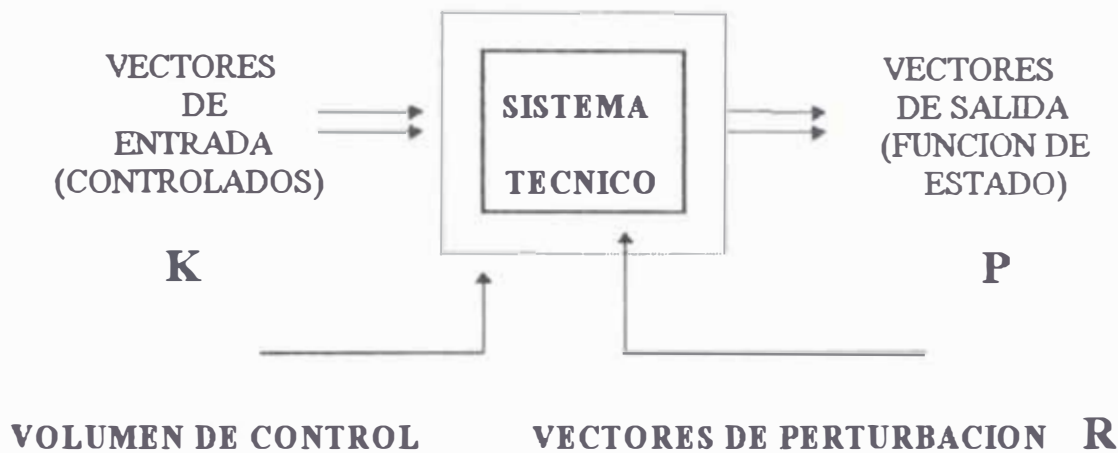 VECTORES
DE
ENTRADA
(CONTROLADOS)
K
SISTEMA
TECNICO
VECTORES
DE SALIDA
(FUNCION DE
ESTADO)
P
VOLUMEN DE CONTROL
VECTORES DE PERTURBACION R